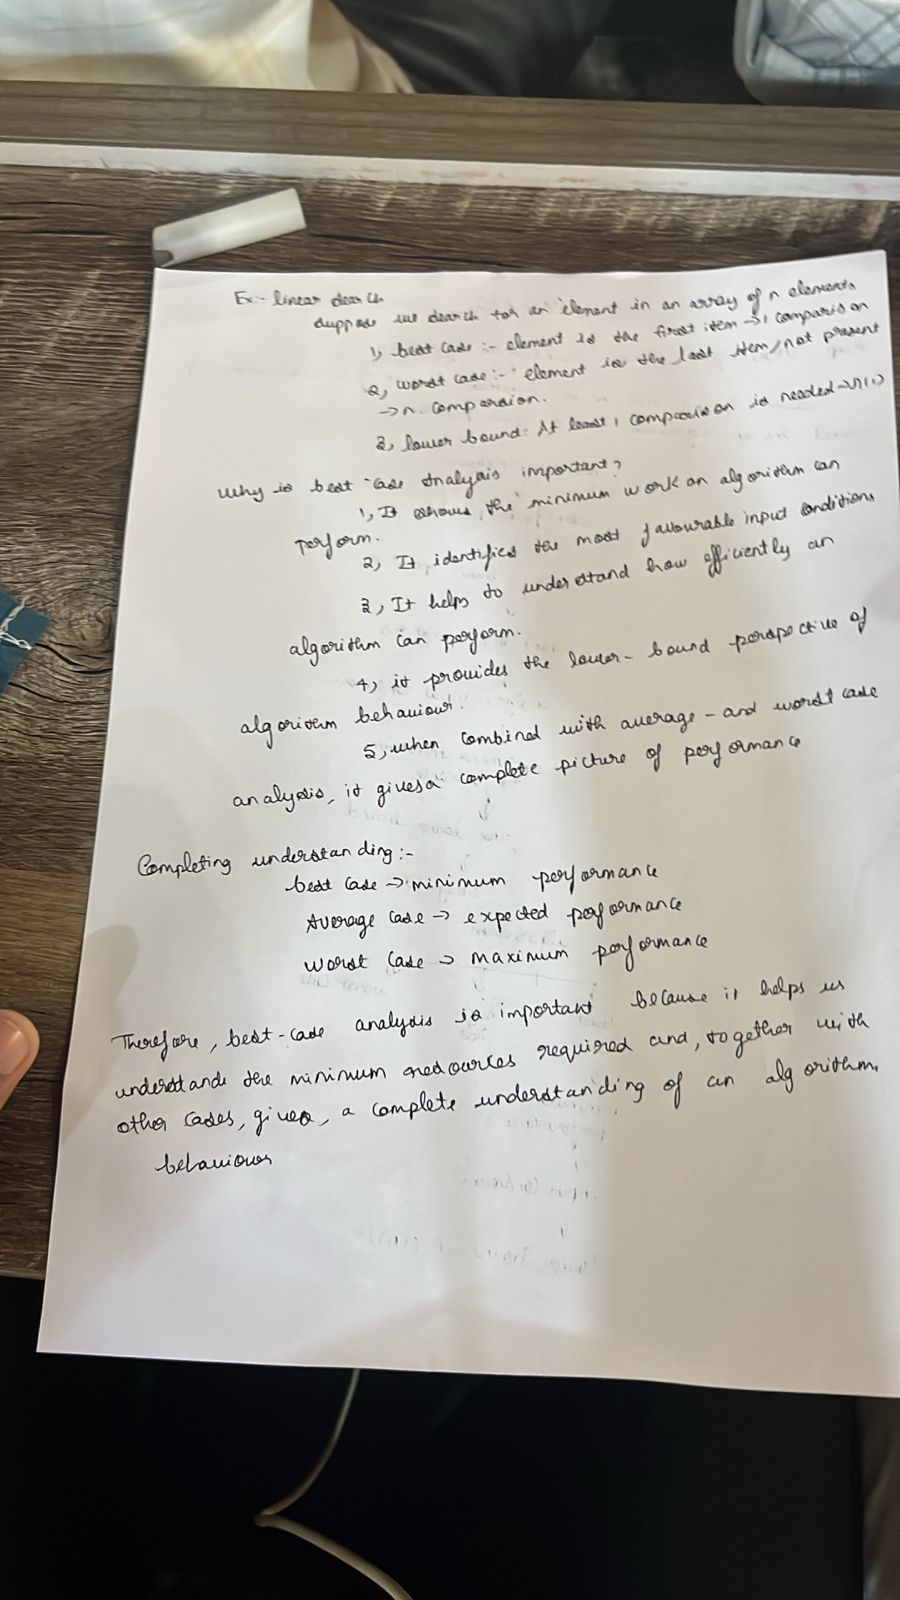 Ex:- linear search
suppose we search for an element in an array of n elements
1, best case :- element is the first item → 1 comparison
2, worst case :- element is the last item/not present
→ n comparsion.
3, lower bound: At least 1 comparison is needed → Ω(1)
Why is best-case analysis important?
1, It shows the minimum work an algorithm can
perform.
2, It identifies the most favourable input conditions
3, It helps to understand how efficiently an
algorithm can perform.
4, it provides the lower-bound perspective of
algorithm behaviour.
5, when combined with average-and worst case
analysis, it gives a complete picture of performance
Completing understanding :-
best case → minimum performance
Average case → expected performance
worst case → maximum performance
Therefore, best-case analysis is important because it helps us
understands the minimum resources required and, together with
other cases, gives, a complete understanding of an algorithm
behaviour